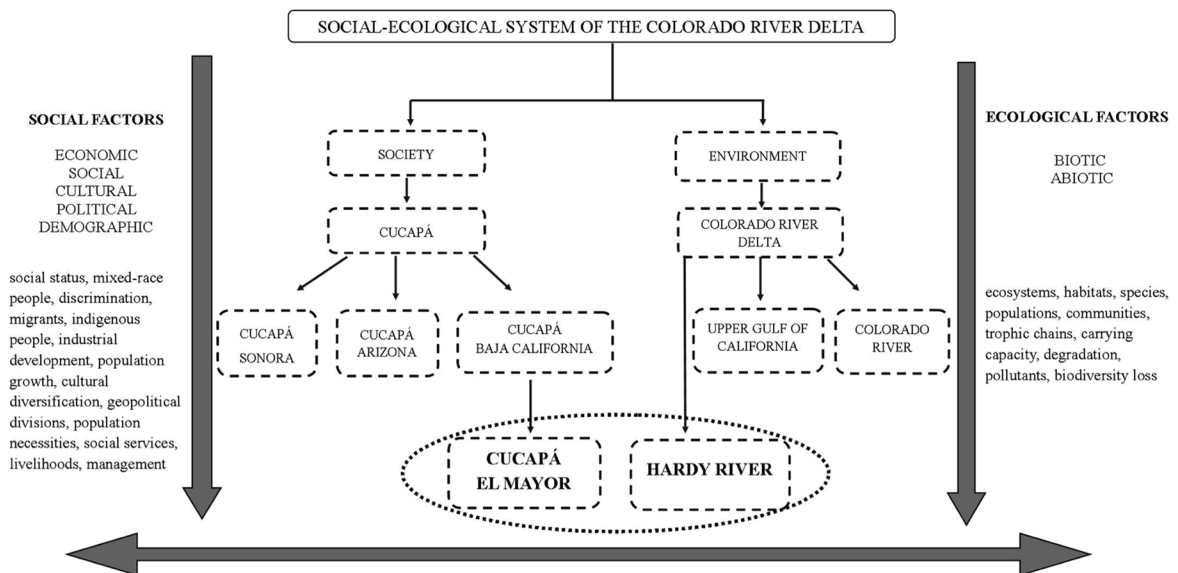 SOCIAL-ECOLOGICAL SYSTEM OF THE COLORADO RIVER DELTA
SOCIAL FACTORS
ECONOMIC
SOCIAL
CULTURAL
POLITICAL
DEMOGRAPHIC
social status, mixed-race
people, discrimination,
migrants, indigenous
people, industrial
development, population
growth, cultural
diversification, geopolitical
divisions, population
necessities, social services,
livelihoods, management
SOCIETY
ENVIRONMENT
CUCAPÁ
COLORADO RIVER
DELTA
CUCAPÁ
SONORA
CUCAPÁ
ARIZONA
CUCAPÁ
BAJA CALIFORNIA
UPPER GULF OF
CALIFORNIA
COLORADO
RIVER
CUCAPÁ
EL MAYOR
HARDY RIVER
ECOLOGICAL FACTORS
BIOTIC
ABIOTIC
ecosystems, habitats, species,
populations, communities,
trophic chains, carrying
capacity, degradation,
pollutants, biodiversity loss